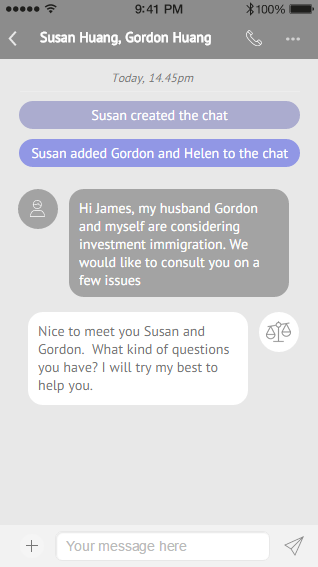 9:41 PM
100%
Susan Huang, Gordon Huang
Today, 14.45pm
Susan created the chat
Susan added Gordon and Helen to the chat
Hi James, my husband Gordon
and myself are considering
investment immigration. We
would like to consult you on a
few issues
Nice to meet you Susan and
Gordon.  What kind of questions
you have? I will try my best to
help you.
Your message here